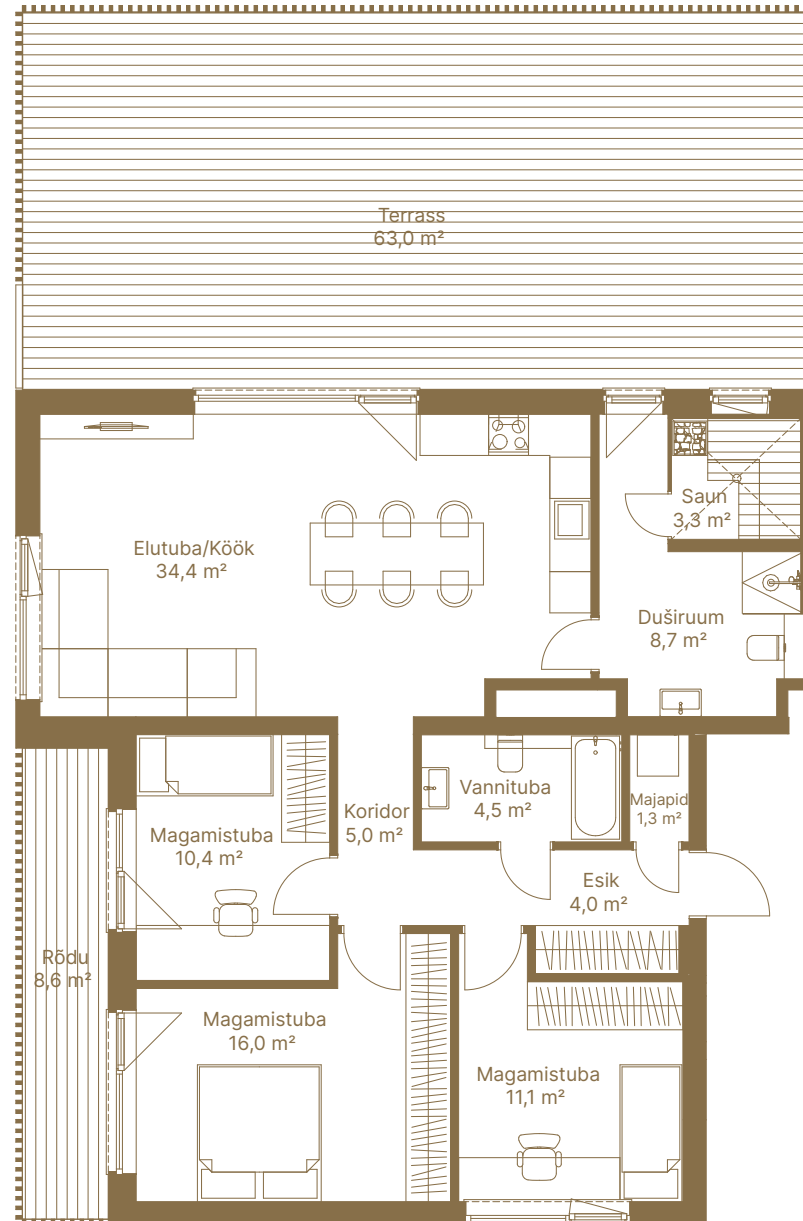 Terrass
63,0 m²
Saun
3,3 m²
Elutuba/Köök
34,4 m²
Duširuum
8,7 m²
Vannituba
4,5 m²
Majapid
1,3 m²
Koridor
5,0 m²
Magamistuba
10,4 m²
Esik
4,0 m²
Rõdu
8,6 m²
Magamistuba
16,0 m²
Magamistuba
11,1 m²